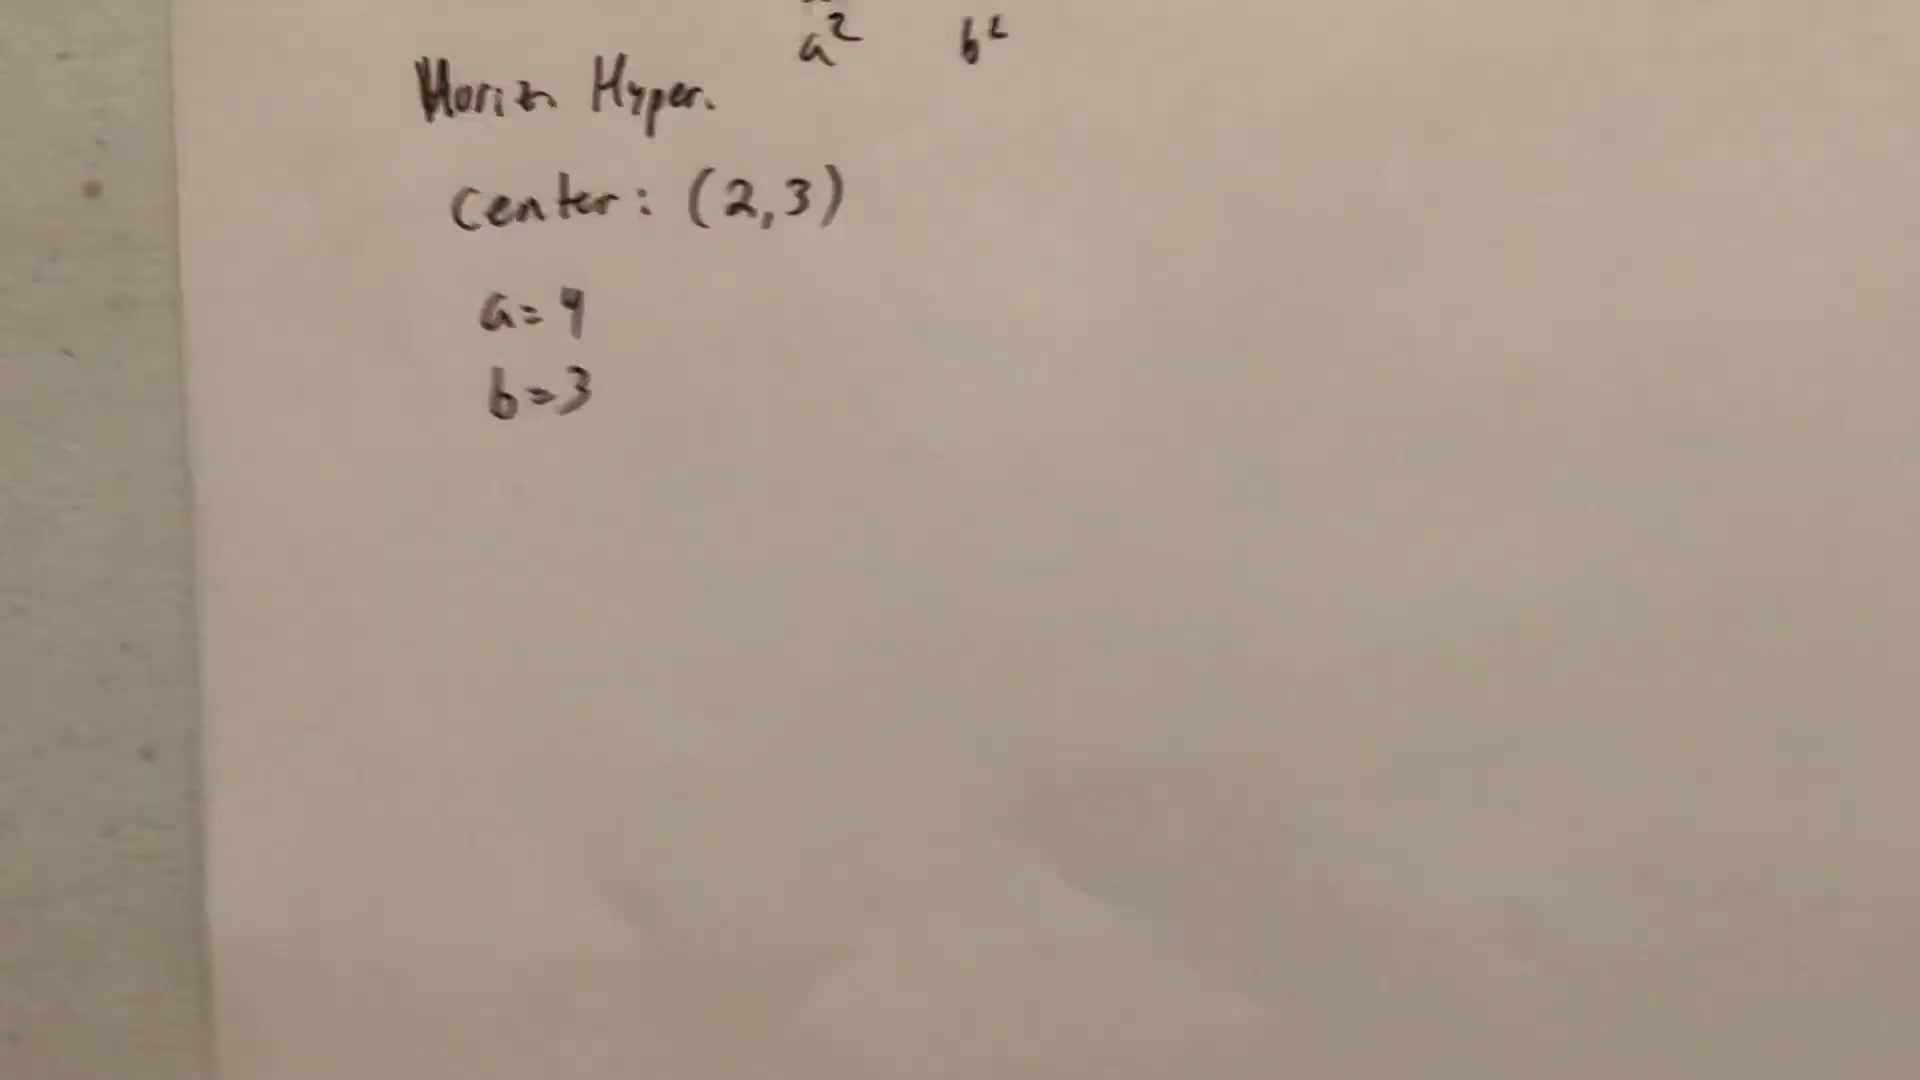 a² b²
Horiz Hyper.
center: (2,3)
a=4
b=3